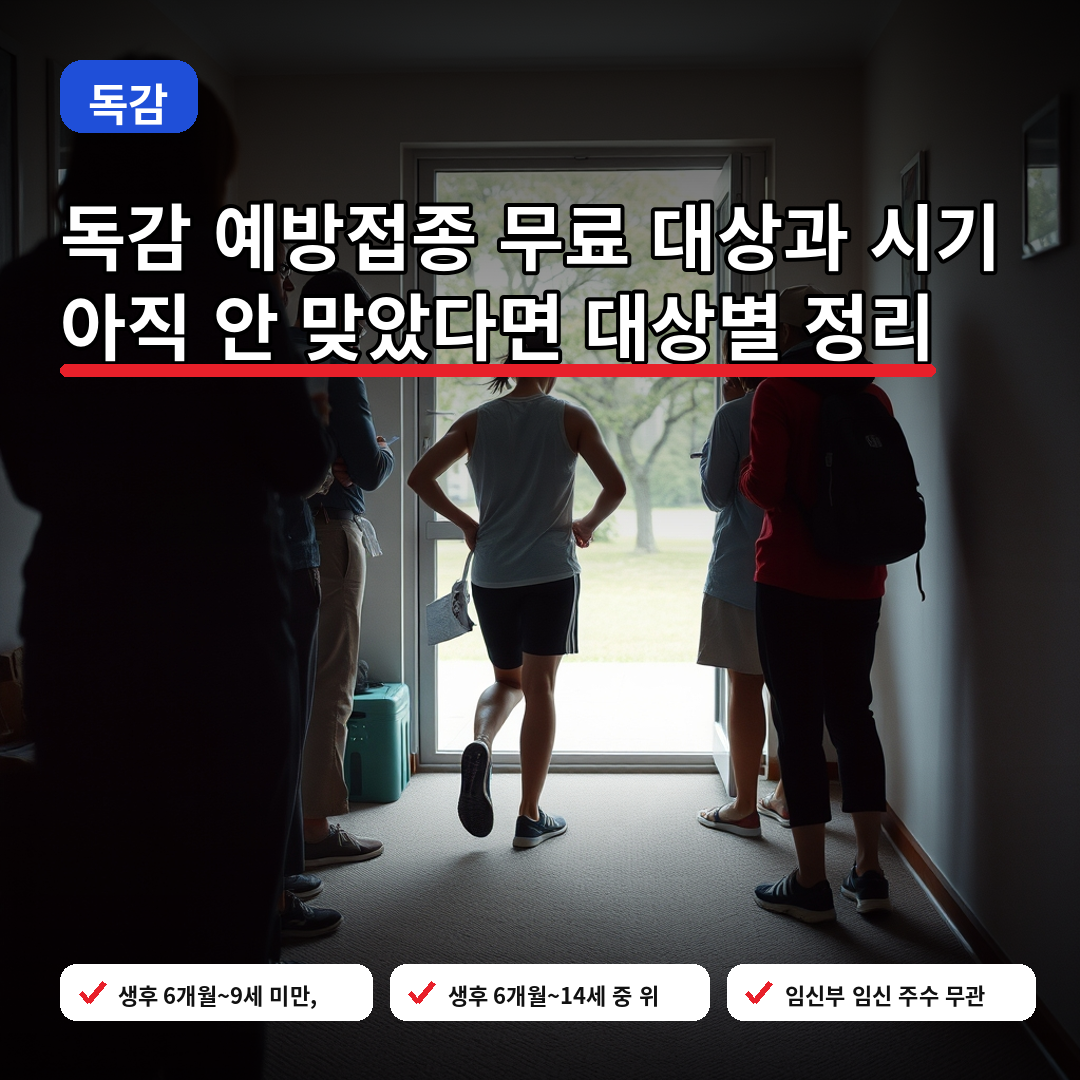 독감
독감 예방접종 무료 대상과 시기
아직 안 맞았다면 대상별 정리
생후 6개월~9세 미만,
생후 6개월~14세 중 위
임신부 임신 주수 무관